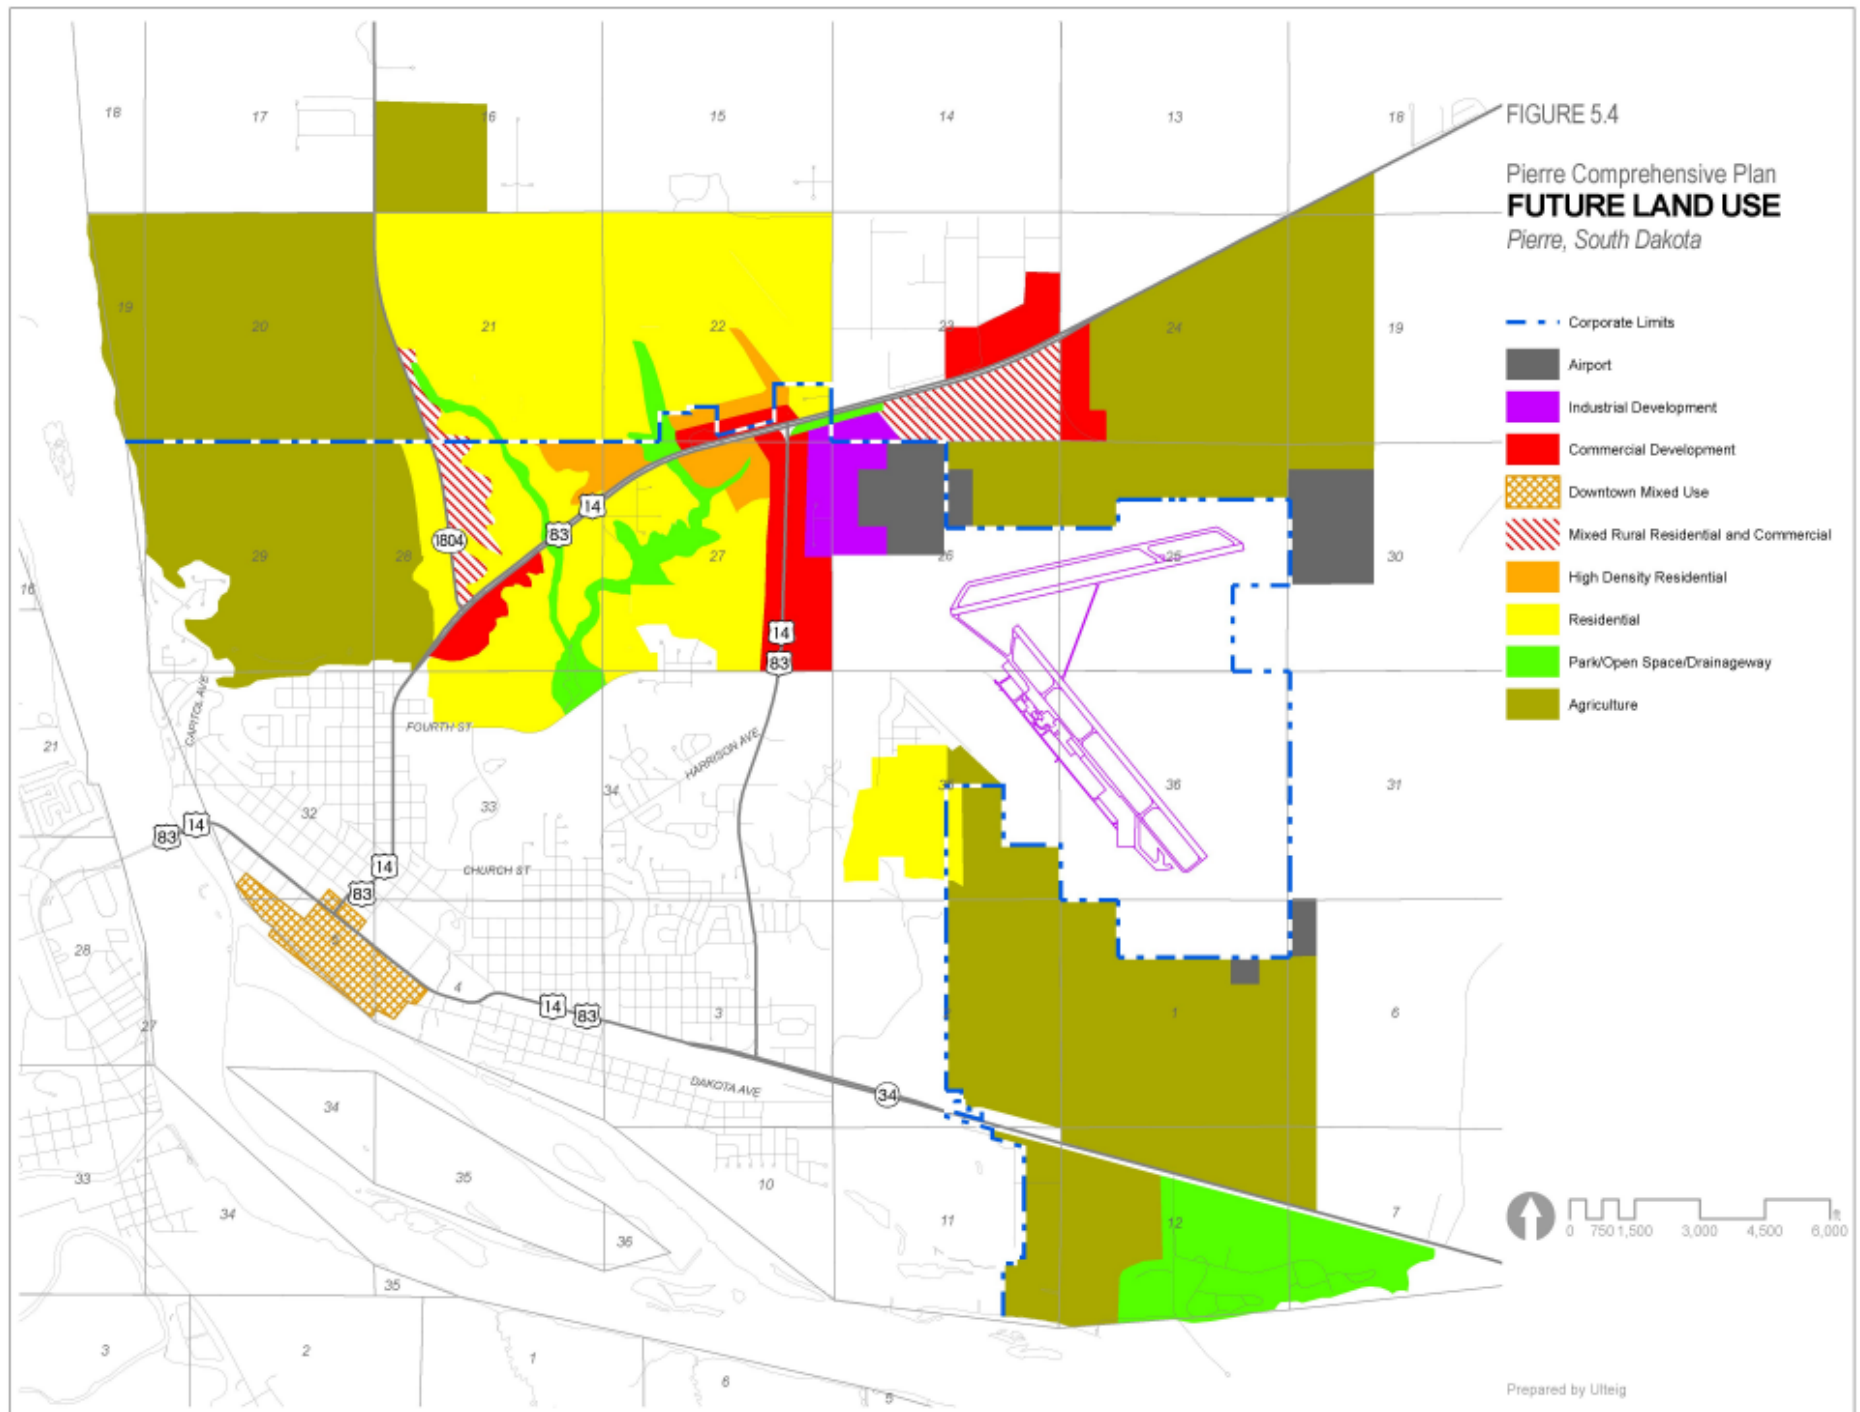 FIGURE 5.4
Pierre Comprehensive Plan
FUTURE LAND USE
Pierre, South Dakota
Corporate Limits
Airport
Industrial Development
Commercial Development
Downtown Mixed Use
Mixed Rural Residential and Commercial
High Density Residential
Residential
Park/Open Space/Drainageway
Agriculture
18 17 16 15 14 13 18
19 20 21 22 23 24 19
29 28 27 26 25 30
1804 83 14
14
83
16
CAPITOL AVE
FOURTH ST
HARRISON AVE
21 32 33 34 35 36 31
83 14
14
83
CHURCH ST
28 4 3 1 6
14 83
27
DAKOTA AVE
34
34 35 36
33 34 10 11 12 7
35
3 2 1 6 5
0 750 1,500 3,000 4,500 6,000
Prepared by Ulteig